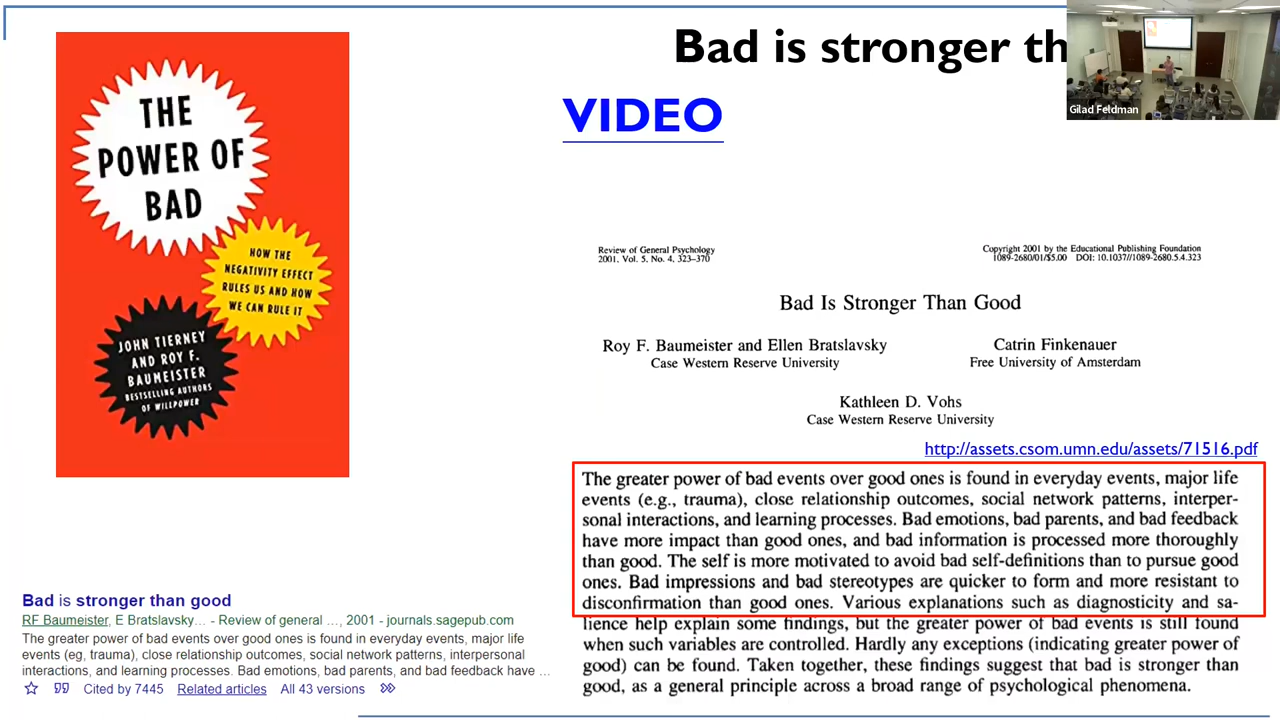 Bad is stronger th
VIDEO
Gilad Feldman
THE
POWER OF
BAD
HOW THE
NEGATIVITY EFFECT
RULES US AND HOW
WE CAN RULE IT
JOHN TIERNEY
AND ROY F.
BAUMEISTER
BESTSELLING AUTHORS
OF WILLPOWER
Review of General Psychology
2001, Vol. 5, No. 4, 323–370
Copyright 2001 by the Educational Publishing Foundation
1089-2680/01/$5.00 DOI: 10.1037//1089-2680.5.4.323
Bad Is Stronger Than Good
Roy F. Baumeister and Ellen Bratslavsky
Case Western Reserve University
Catrin Finkenauer
Free University of Amsterdam
Kathleen D. Vohs
Case Western Reserve University
http://assets.csom.umn.edu/assets/71516.pdf
The greater power of bad events over good ones is found in everyday events, major life
events (e.g., trauma), close relationship outcomes, social network patterns, interper-
sonal interactions, and learning processes. Bad emotions, bad parents, and bad feedback
have more impact than good ones, and bad information is processed more thoroughly
than good. The self is more motivated to avoid bad self-definitions than to pursue good
ones. Bad impressions and bad stereotypes are quicker to form and more resistant to
disconfirmation than good ones. Various explanations such as diagnosticity and sa-
lience help explain some findings, but the greater power of bad events is still found
when such variables are controlled. Hardly any exceptions (indicating greater power of
good) can be found. Taken together, these findings suggest that bad is stronger than
good, as a general principle across a broad range of psychological phenomena.
Bad is stronger than good
RF Baumeister, E Bratslavsky... - Review of general ..., 2001 - journals.sagepub.com
The greater power of bad events over good ones is found in everyday events, major life
events (eg, trauma), close relationship outcomes, social network patterns, interpersonal
interactions, and learning processes. Bad emotions, bad parents, and bad feedback have ...
Cited by 7445 Related articles All 43 versions